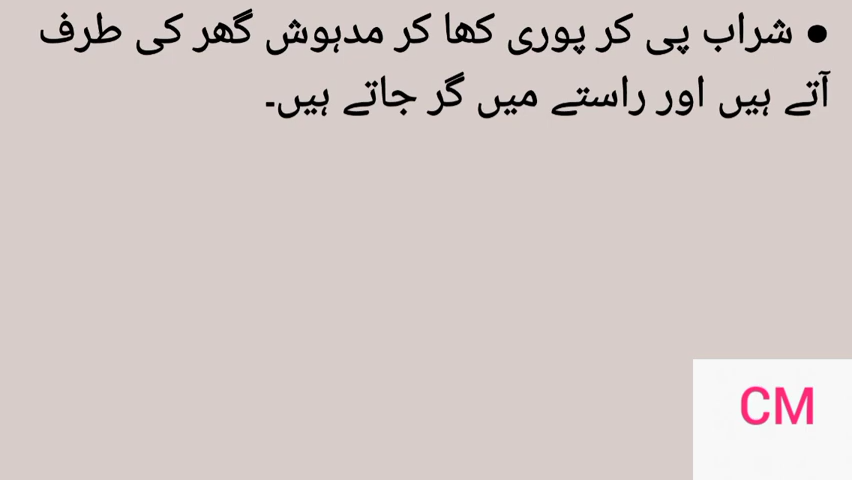 ● شراب پی کر پوری کھا کر مدہوش گھر کی طرف
آتے ہیں اور راستے میں گر جاتے ہیں۔
CM